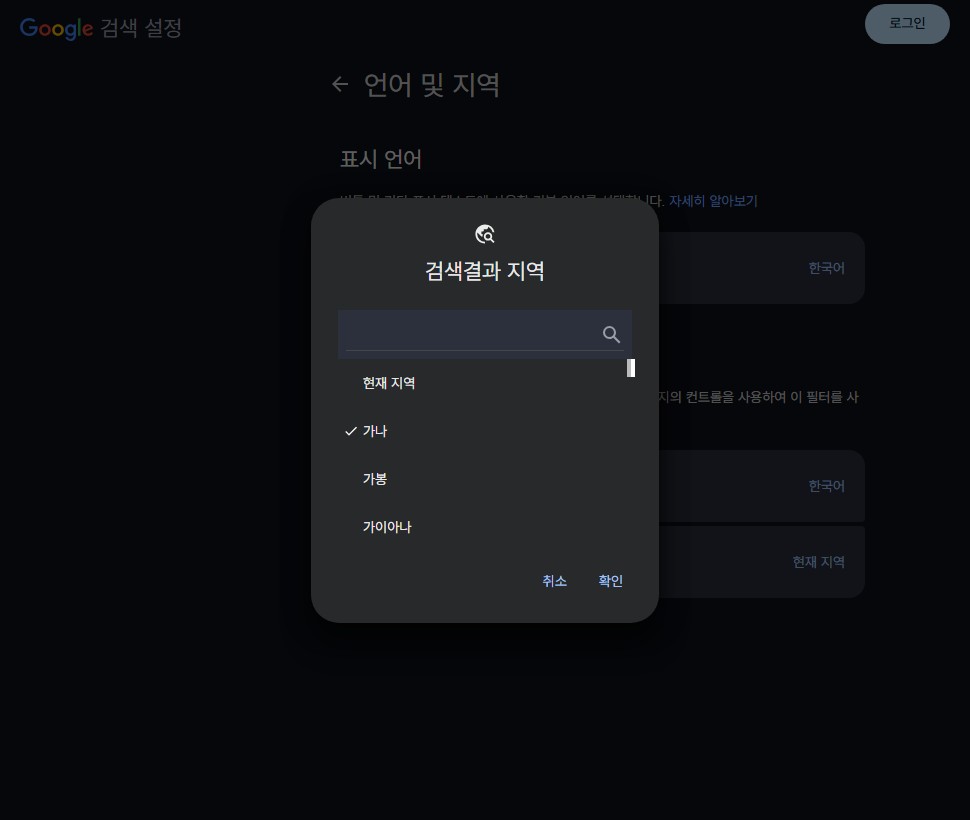 Google 검색 설정
로그인
언어 및 지역
표시 언어
니다. 자세히 알아보기
한국어
검색결과 지역
현재 지역
가나
지의 컨트롤을 사용하여 이 필터를 사
가봉
한국어
가이아나
현재 지역
취소 확인